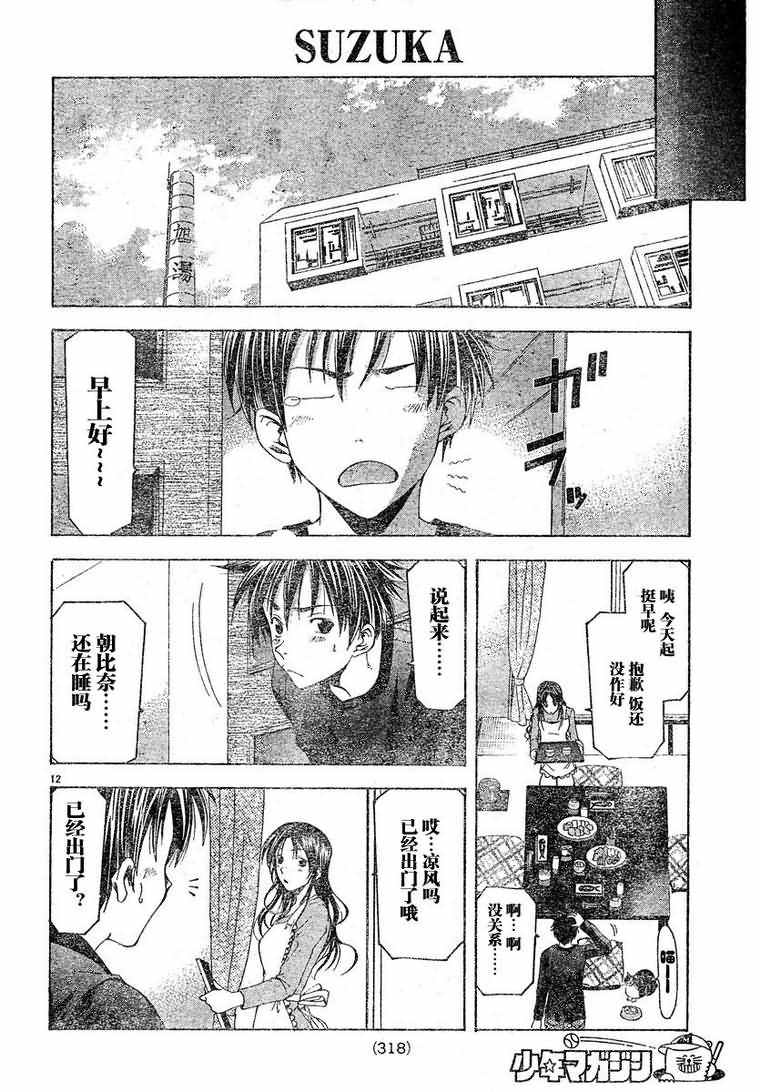 SUZUKA
旭
湯
早上好~~~
ガ
ラッ
咦 今天起
挺早呢
抱歉 饭还
没作好
啊…啊
没关系……
喵——
说起来……
朝比奈……
还在睡吗
哎…凉风吗
已经出门了哦
已经出门了？
12
(318)
少年マガジン